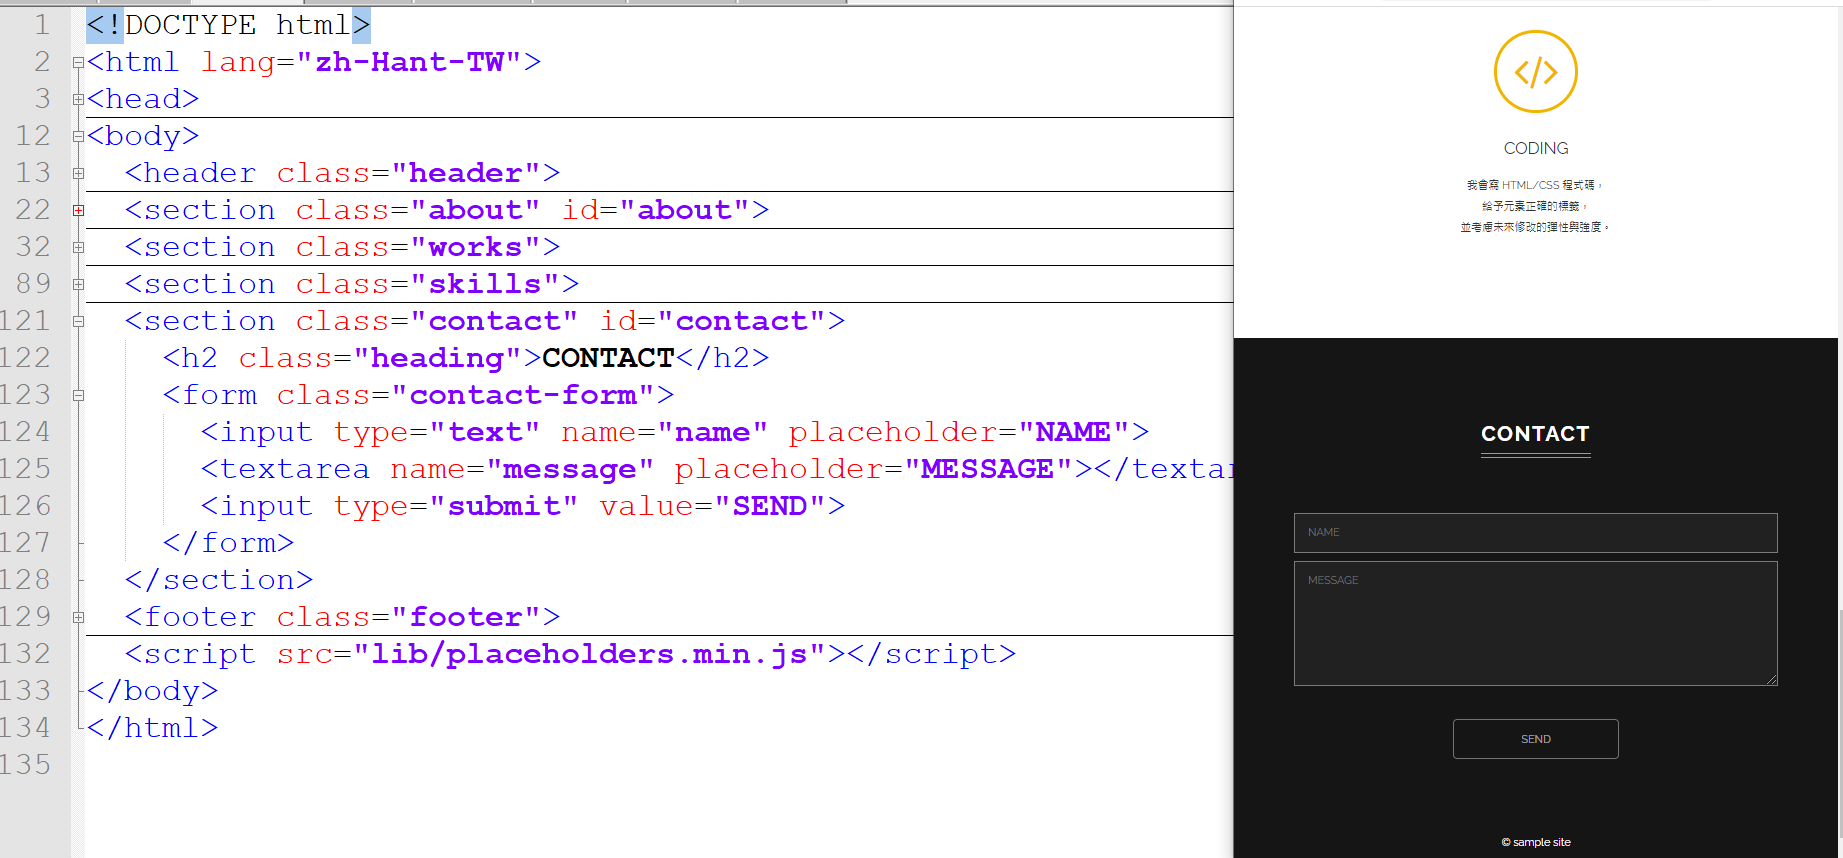 1 <!DOCTYPE html>
2 <html lang="zh-Hant-TW">
3 <head>
12 <body>
13 <header class="header">
22 <section class="about" id="about">
32 <section class="works">
89 <section class="skills">
121 <section class="contact" id="contact">
122 <h2 class="heading">CONTACT</h2>
123 <form class="contact-form">
124 <input type="text" name="name" placeholder="NAME">
125 <textarea name="message" placeholder="MESSAGE"></textar
126 <input type="submit" value="SEND">
127 </form>
128 </section>
129 <footer class="footer">
132 <script src="lib/placeholders.min.js"></script>
133 </body>
134 </html>
135
CODING
我會寫 HTML/CSS 程式碼，
給予元素正確的標籤，
並考慮未來修改的彈性與強度。
CONTACT
NAME
MESSAGE
SEND
© sample site